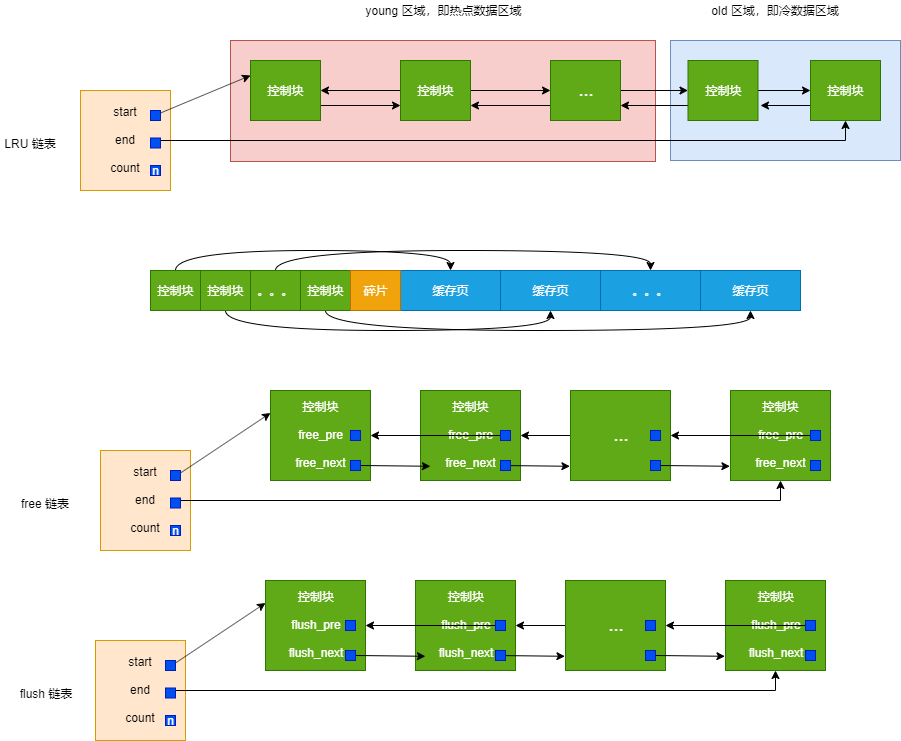 young 区域，即热点数据区域
old 区域，即冷数据区域
控制块
控制块
...
控制块
控制块
LRU 链表
start
end
count
n
控制块
控制块
。。。
控制块
碎片
缓存页
缓存页
。。。
缓存页
free 链表
start
end
count
n
控制块
free_pre
free_next
控制块
free_pre
free_next
...
控制块
free_pre
free_next
flush 链表
start
end
count
n
控制块
flush_pre
flush_next
控制块
flush_pre
flush_next
...
控制块
flush_pre
flush_next